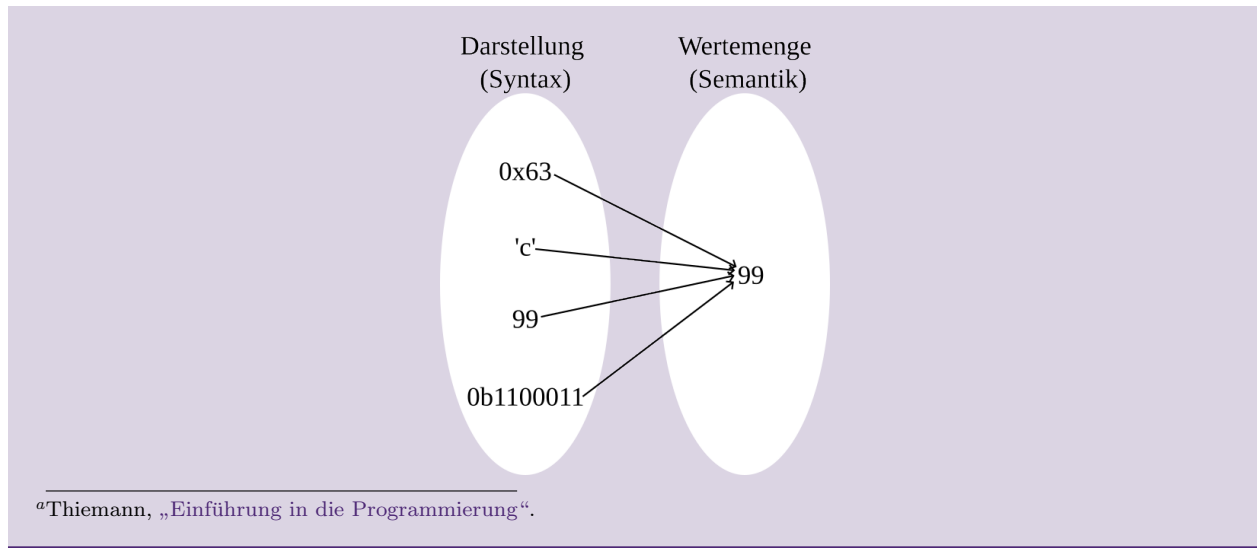 Darstellung
(Syntax)
Wertemenge
(Semantik)
0x63
'c'
99
0b1100011
99
aThiemann, „Einführung in die Programmierung“.